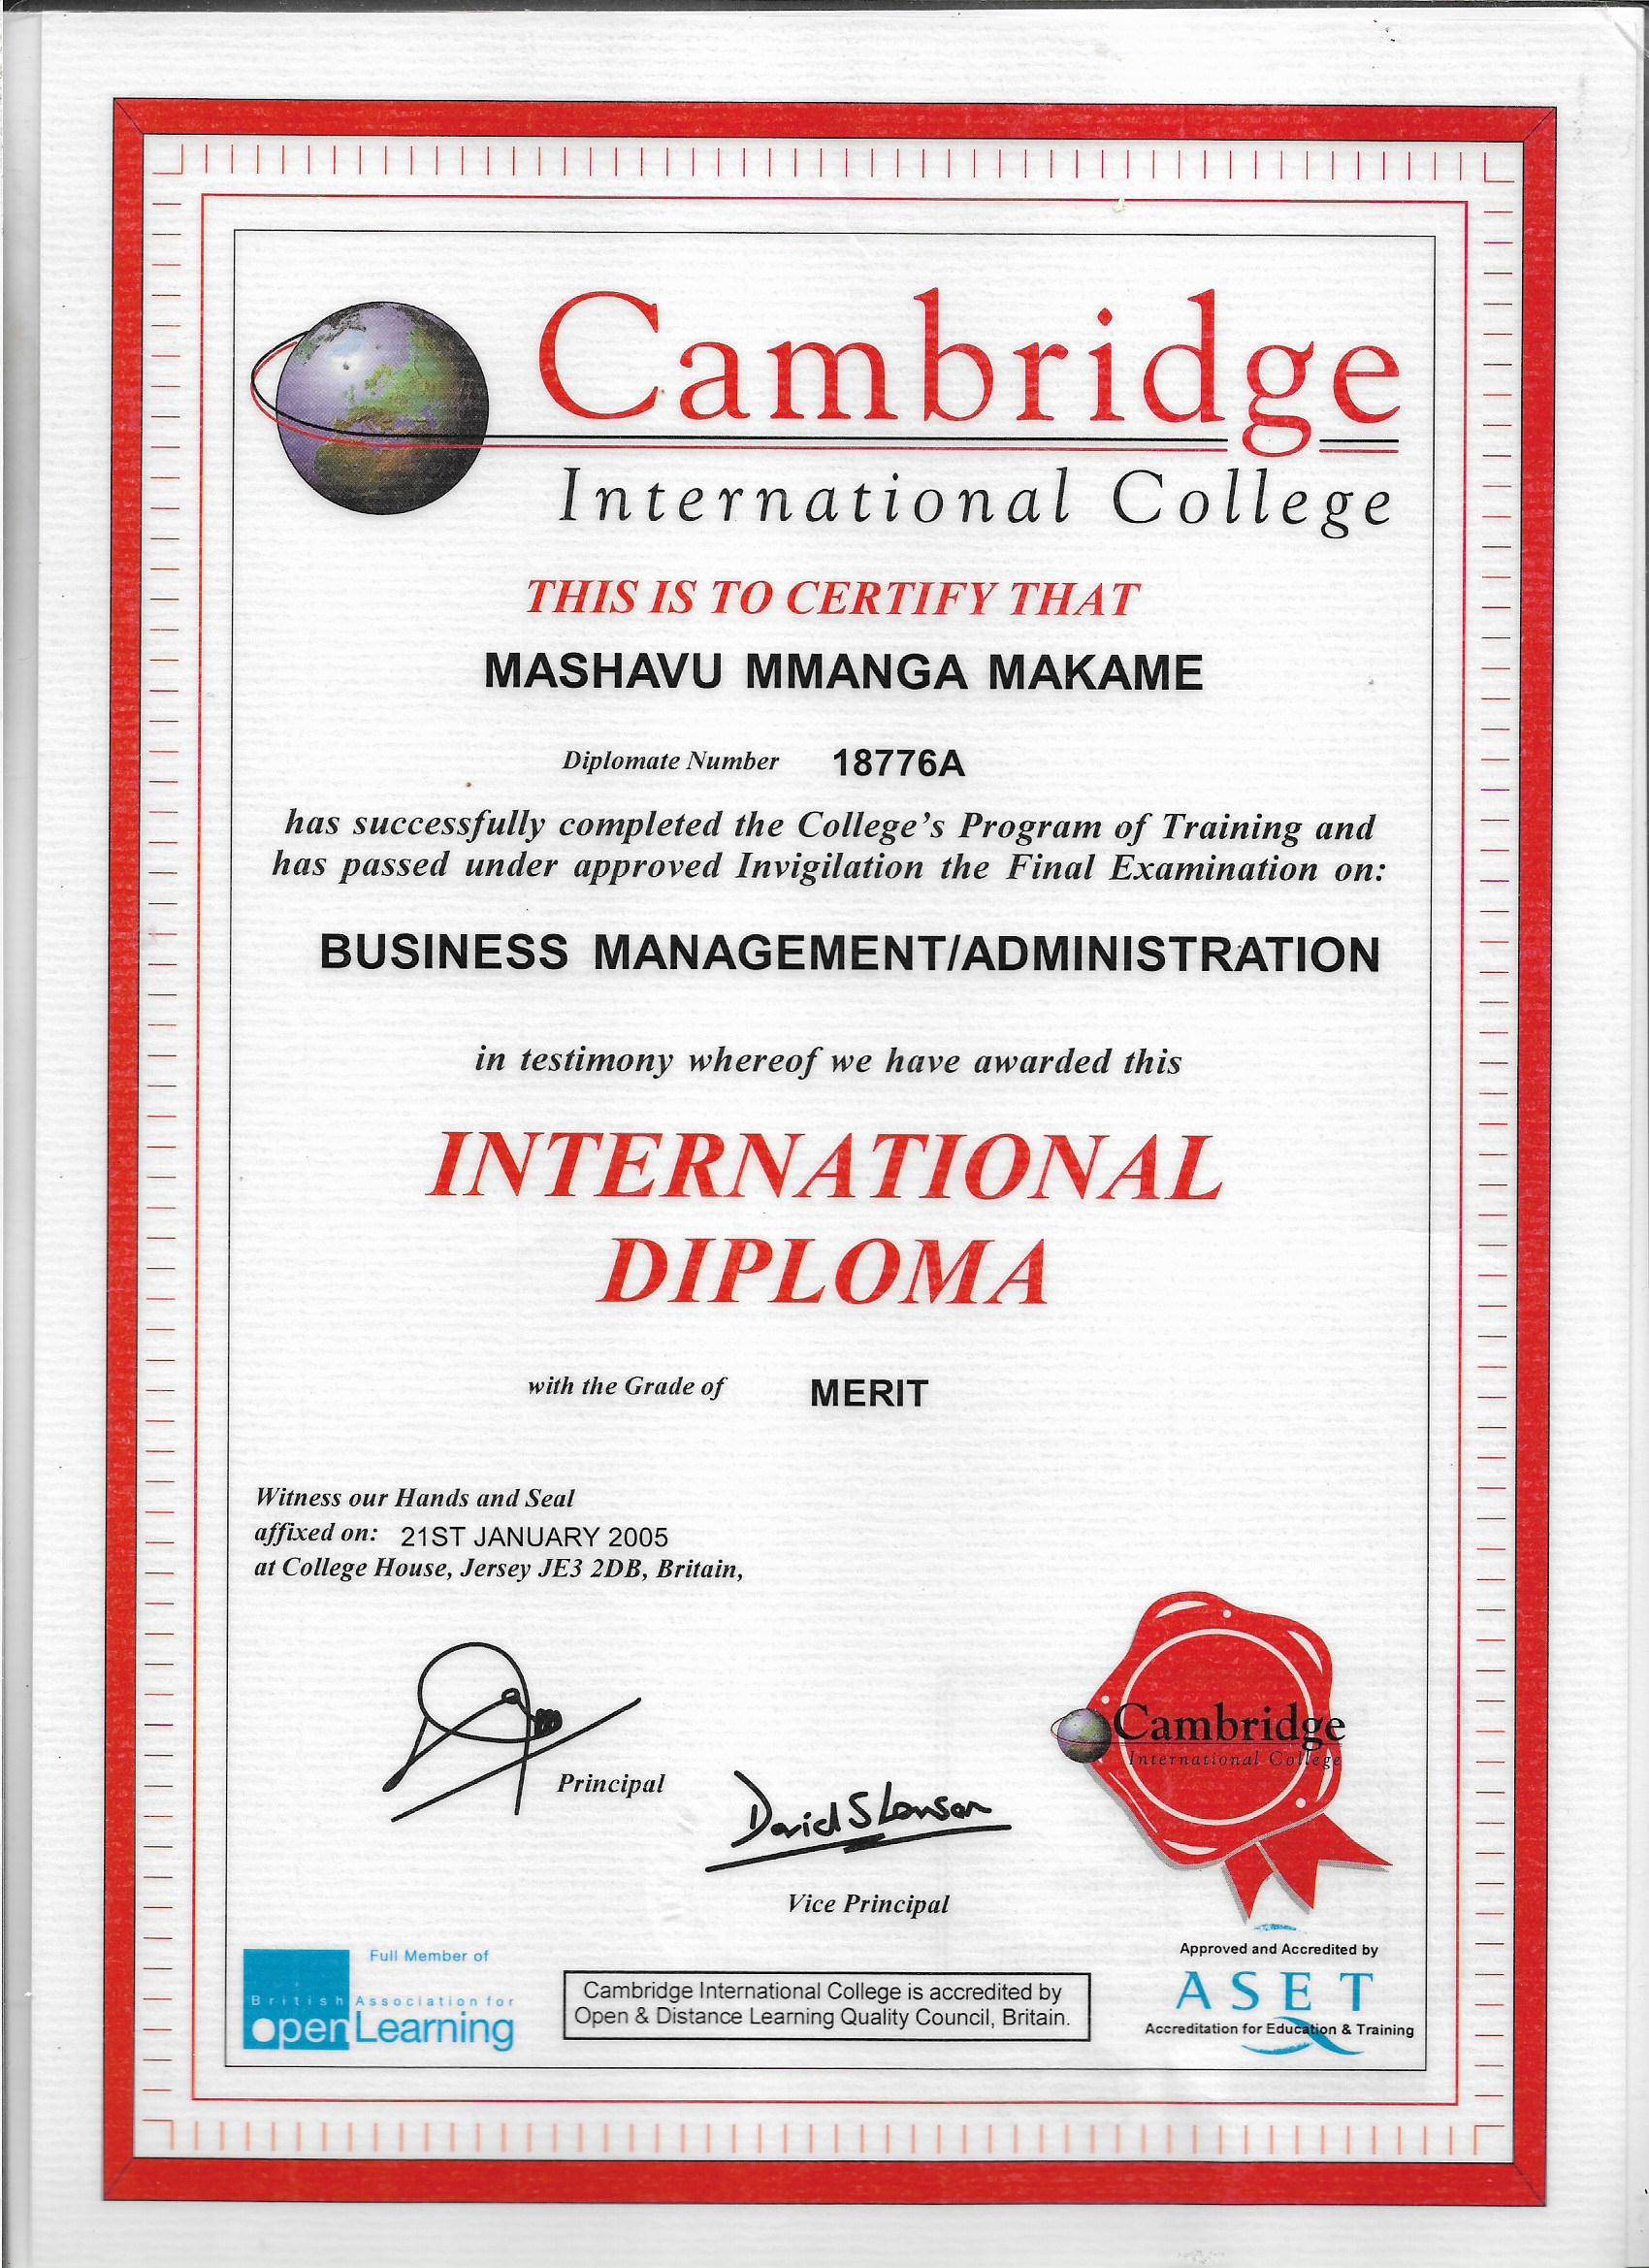 Cambridge
International College
THIS IS TO CERTIFY THAT
MASHAVU MMANGA MAKAME
Diplomate Number 18776A
has successfully completed the College's Program of Training and
has passed under approved Invigilation the Final Examination on:
BUSINESS MANAGEMENT/ADMINISTRATION
in testimony whereof we have awarded this
INTERNATIONAL
DIPLOMA
with the Grade of MERIT
Witness our Hands and Seal
affixed on: 21ST JANUARY 2005
at College House, Jersey JE3 2DB, Britain,
Cambridge
International College
Principal
David S Lawson
Vice Principal
Full Member of
British Association for
open Learning
Cambridge International College is accredited by
Open & Distance Learning Quality Council, Britain.
Approved and Accredited by
ASET
Accreditation for Education & Training